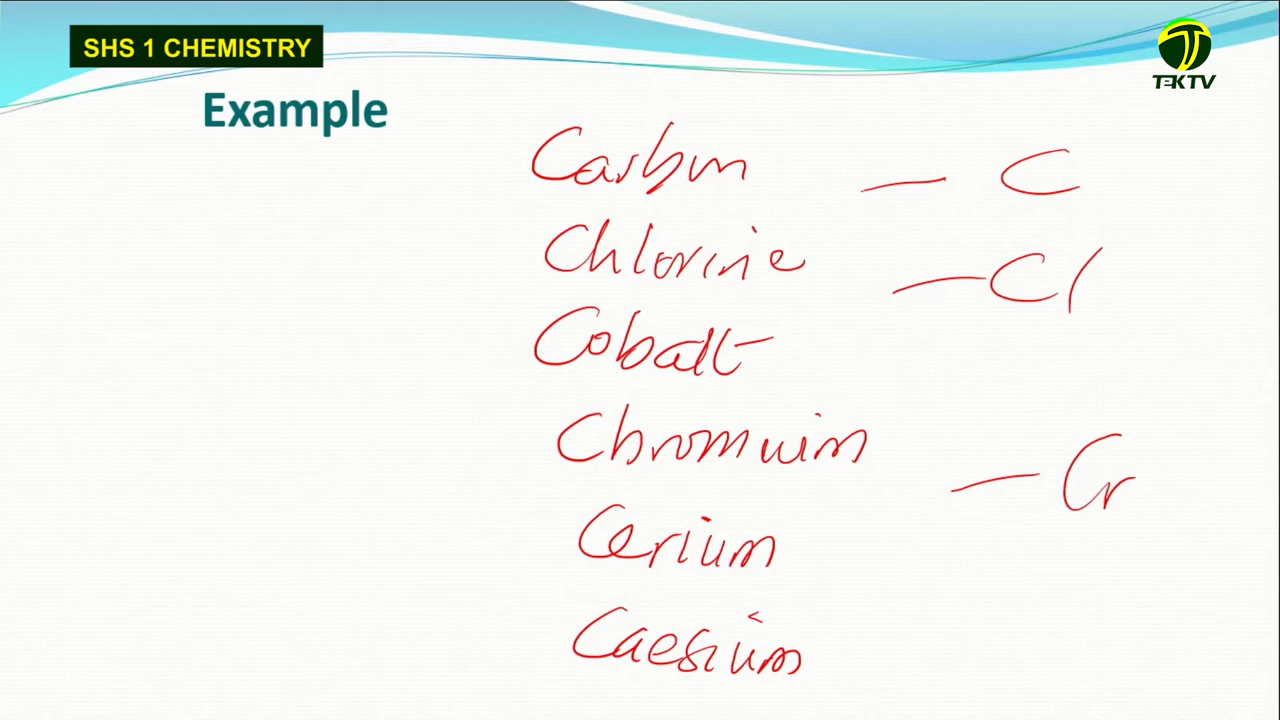 SHS 1 CHEMISTRY
TEKTV
Example
Carbon — C
Chlorine — Cl
Cobalt
Chromium — Cr
Cerium
Caesium